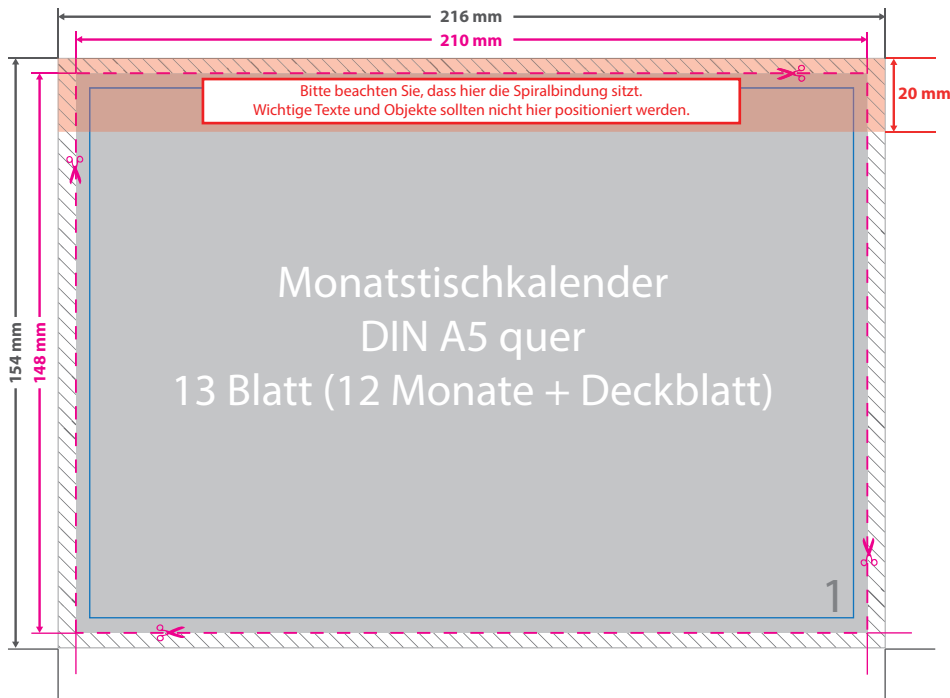 216 mm
210 mm
Bitte beachten Sie, dass hier die Spiralbindung sitzt.
Wichtige Texte und Objekte sollten nicht hier positioniert werden.
20 mm
154 mm
148 mm
Monatstischkalender
DIN A5 quer
13 Blatt (12 Monate + Deckblatt)
1